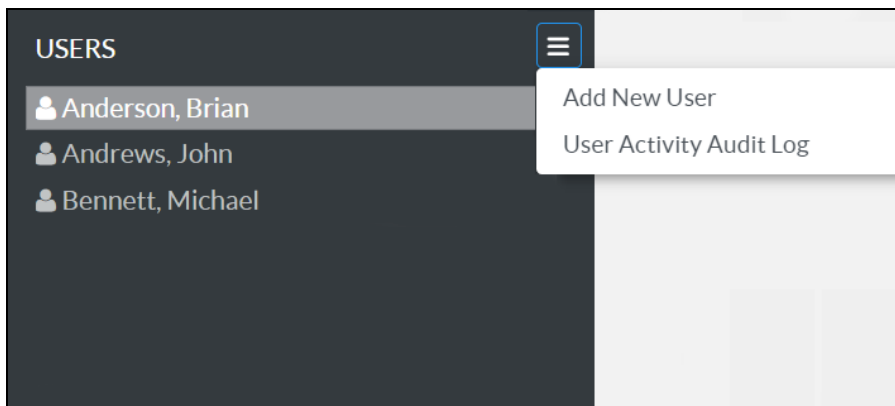 USERS
Anderson, Brian
Andrews, John
Bennett, Michael
Add New User
User Activity Audit Log